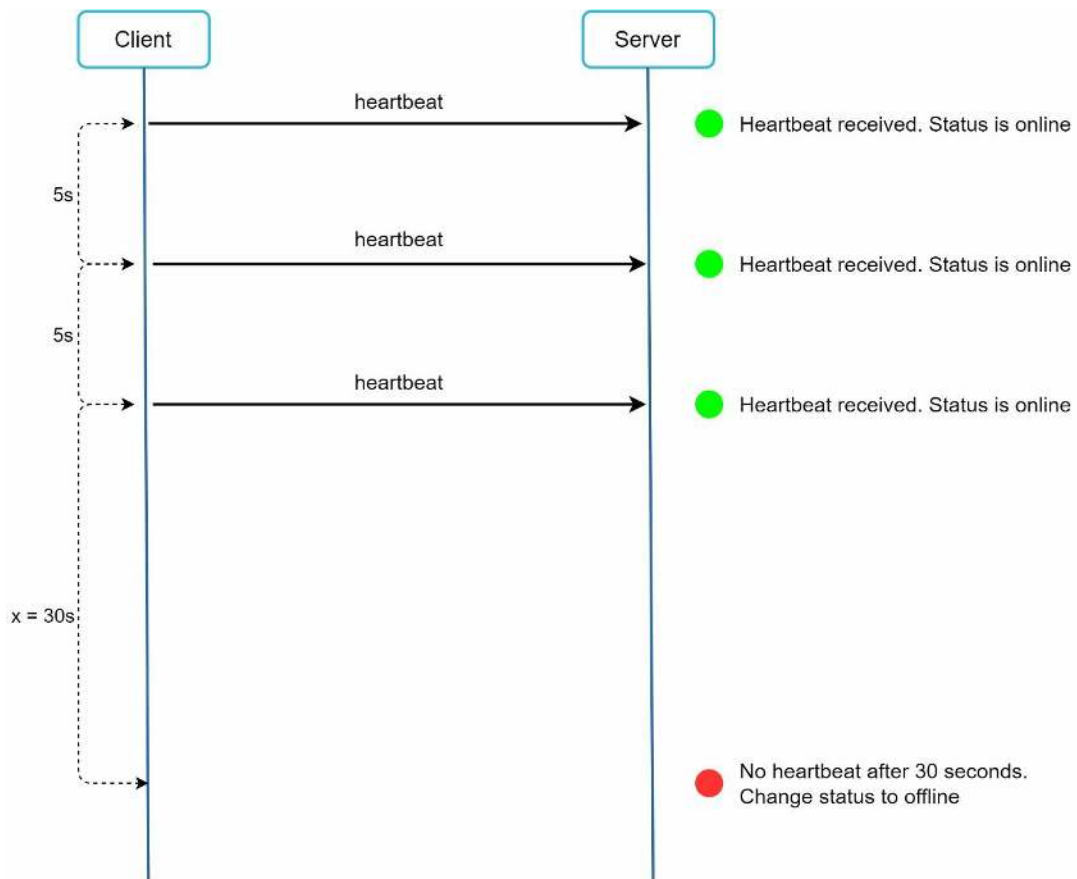 Client
Server
heartbeat
Heartbeat received. Status is online
5s
heartbeat
Heartbeat received. Status is online
5s
heartbeat
Heartbeat received. Status is online
x = 30s
No heartbeat after 30 seconds.
Change status to offline